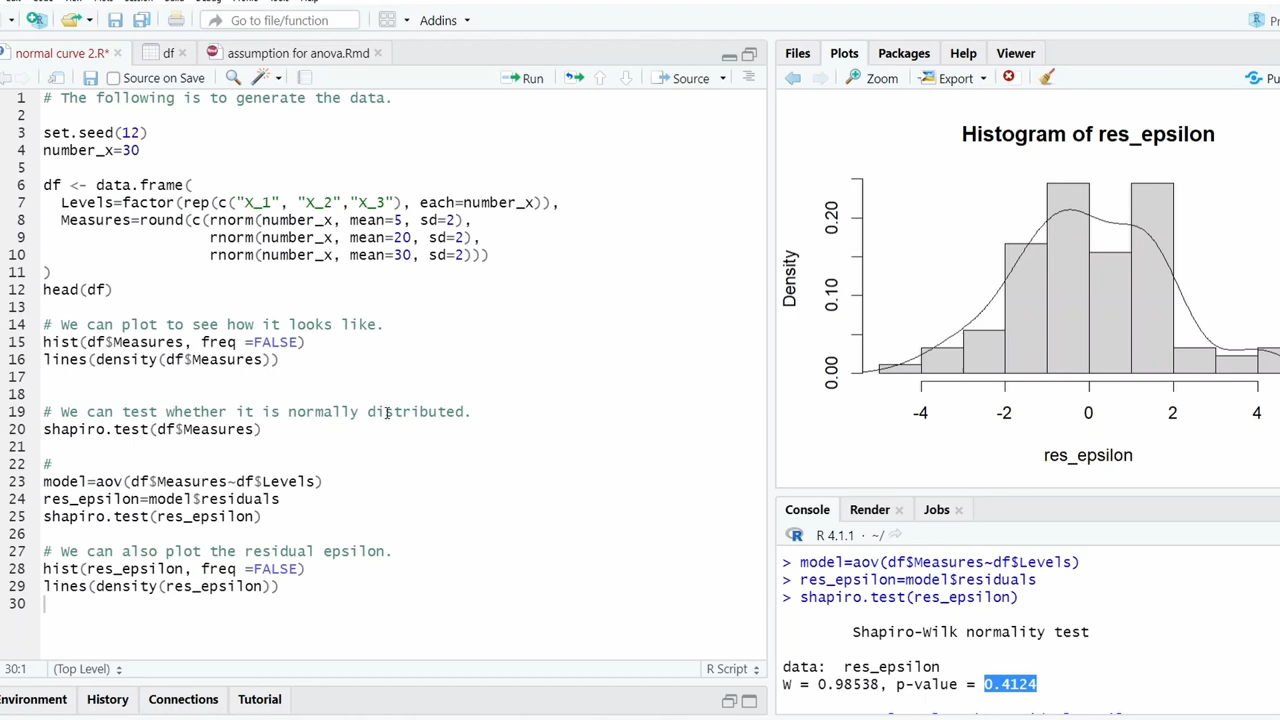 Go to file/function
Addins
normal curve 2.R*
df
assumption for anova.Rmd
Source on Save
Run
Source
1 # The following is to generate the data.
2
3 set.seed(12)
4 number_x=30
5
6 df <- data.frame(
7 Levels=factor(rep(c("X_1", "X_2","X_3"), each=number_x)),
8 Measures=round(c(rnorm(number_x, mean=5, sd=2),
9 rnorm(number_x, mean=20, sd=2),
10 rnorm(number_x, mean=30, sd=2)))
11 )
12 head(df)
13
14 # We can plot to see how it looks like.
15 hist(df$Measures, freq =FALSE)
16 lines(density(df$Measures))
17
18
19 # We can test whether it is normally distributed.
20 shapiro.test(df$Measures)
21
22 #
23 model=aov(df$Measures~df$Levels)
24 res_epsilon=model$residuals
25 shapiro.test(res_epsilon)
26
27 # We can also plot the residual epsilon.
28 hist(res_epsilon, freq =FALSE)
29 lines(density(res_epsilon))
30
30:1 (Top Level) R Script
Environment History Connections Tutorial
Files Plots Packages Help Viewer
Zoom Export
Histogram of res_epsilon
Density
0.00 0.10 0.20
-4 -2 0 2 4
res_epsilon
Console Render Jobs
R 4.1.1 · ~/
> model=aov(df$Measures~df$Levels)
> res_epsilon=model$residuals
> shapiro.test(res_epsilon)
Shapiro-Wilk normality test
data: res_epsilon
W = 0.98538, p-value = 0.4124